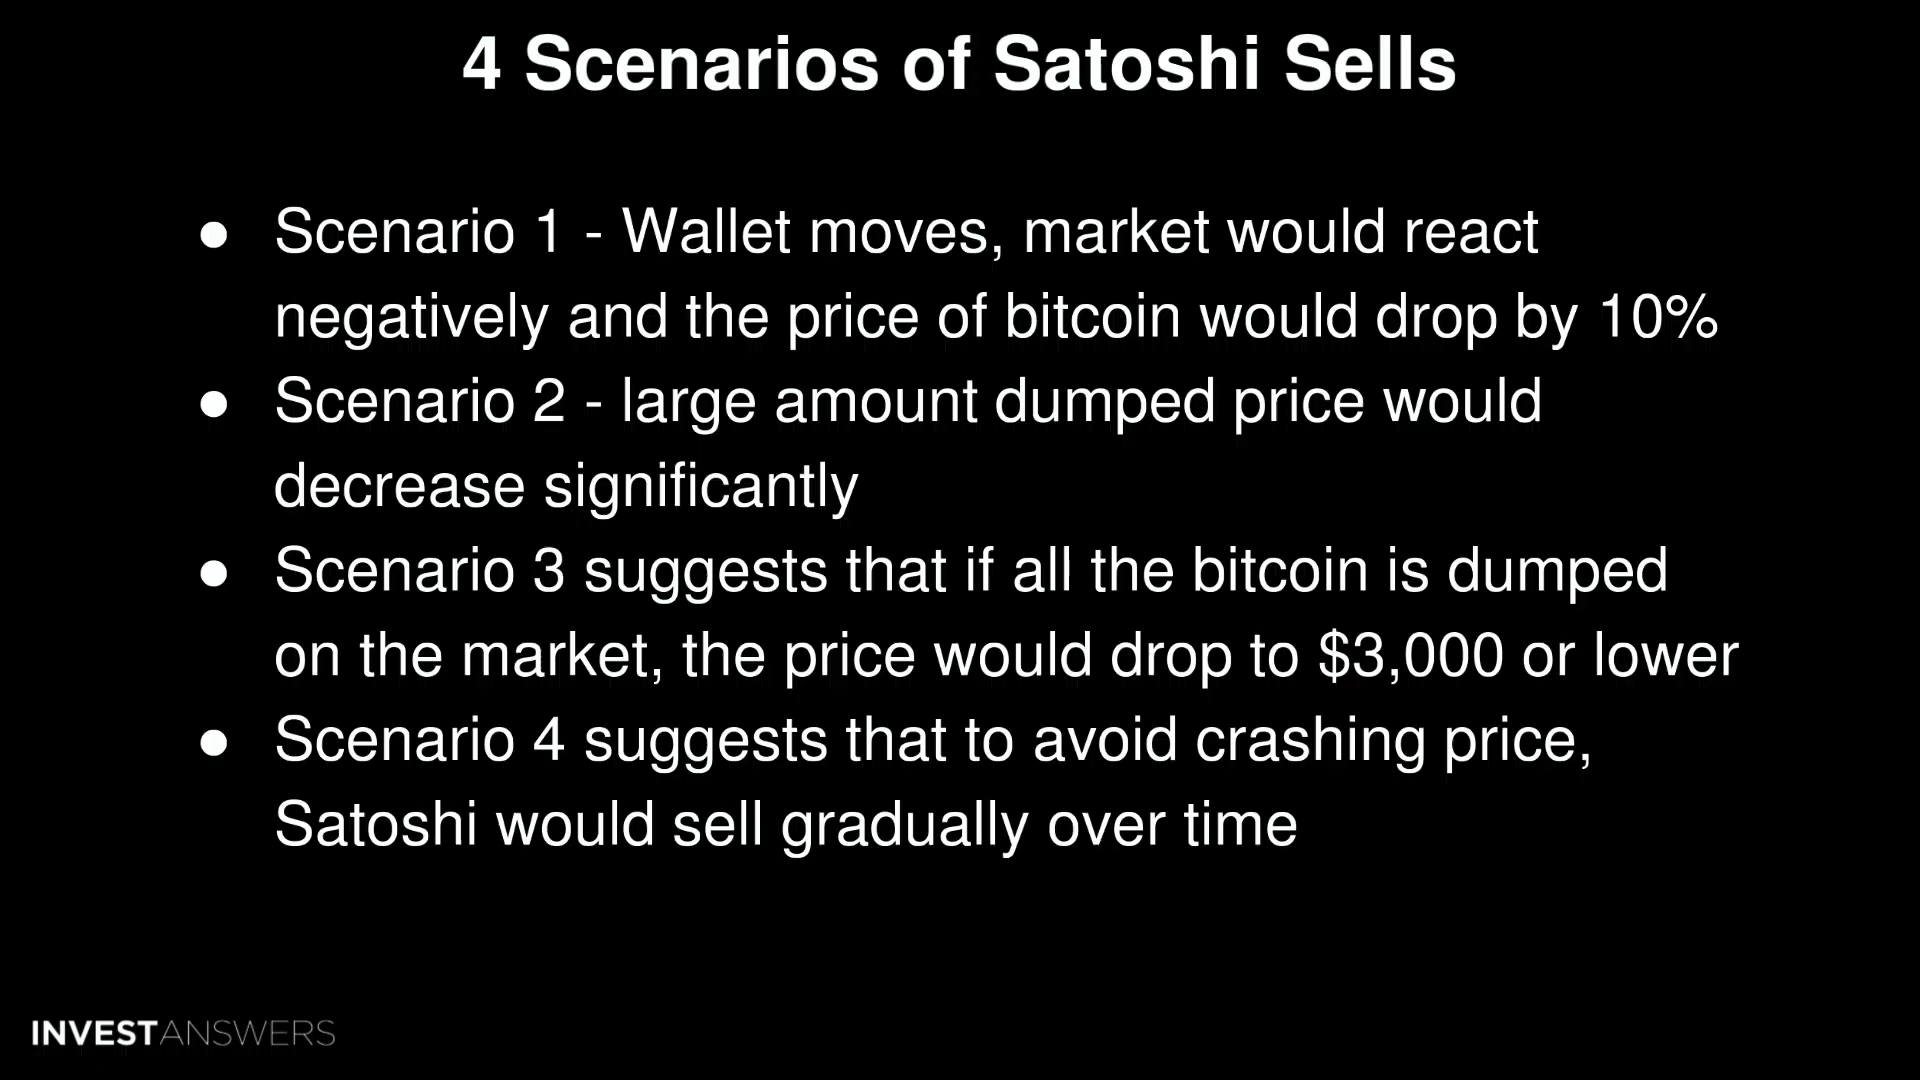 4 Scenarios of Satoshi Sells
● Scenario 1 - Wallet moves, market would react
negatively and the price of bitcoin would drop by 10%
● Scenario 2 - large amount dumped price would
decrease significantly
● Scenario 3 suggests that if all the bitcoin is dumped
on the market, the price would drop to $3,000 or lower
● Scenario 4 suggests that to avoid crashing price,
Satoshi would sell gradually over time
INVESTANSWERS